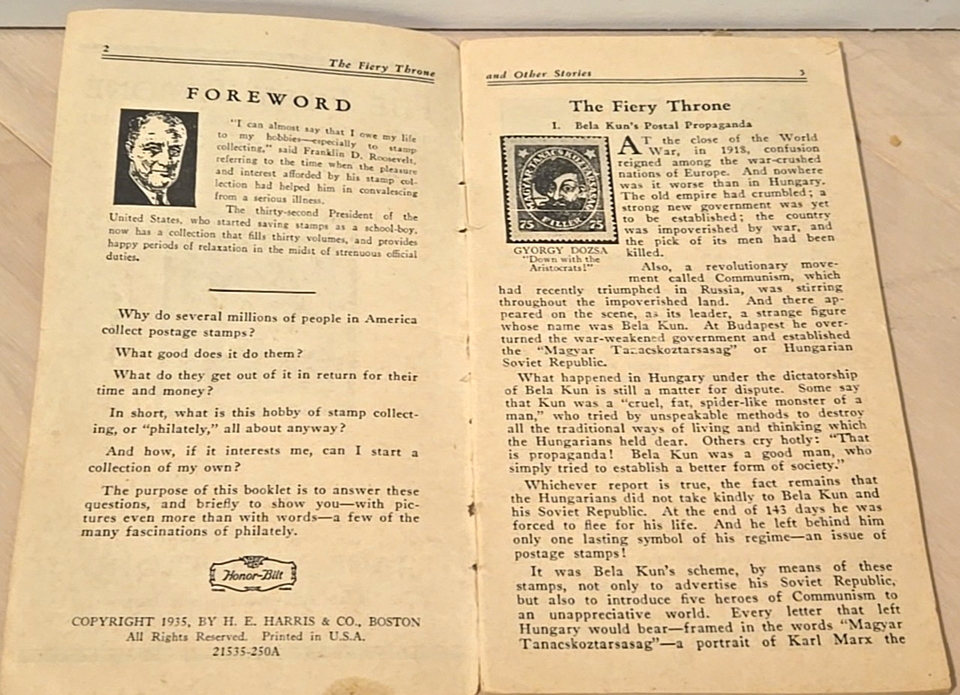 2
The Fiery Throne
FOREWORD
"I can almost say that I owe my life
to my hobbies—especially to stamp
collecting," said Franklin D. Roosevelt,
referring to the time when the pleasure
and interest afforded by his stamp col-
lection had helped him in convalescing
from a serious illness.
The thirty-second President of the
United States, who started saving stamps as a school-boy,
now has a collection that fills thirty volumes, and provides
happy periods of relaxation in the midst of strenuous official
duties.
Why do several millions of people in America
collect postage stamps?
What good does it do them?
What do they get out of it in return for their
time and money?
In short, what is this hobby of stamp collect-
ing, or "philately," all about anyway?
And how, if it interests me, can I start a
collection of my own?
The purpose of this booklet is to answer these
questions, and briefly to show you—with pic-
tures even more than with words—a few of the
many fascinations of philately.
Honor-Bilt
COPYRIGHT 1935, BY H. E. HARRIS & CO., BOSTON
All Rights Reserved. Printed in U.S.A.
21535-250A
and Other Stories
3
The Fiery Throne
1. Bela Kun's Postal Propaganda
MAGYAR TANACSKOZTARSASAG
75 FILLER 75
GYORGY DOZSA
"Down with the
Aristocrats!"
AT the close of the World
War, in 1918, confusion
reigned among the war-crushed
nations of Europe. And nowhere
was it worse than in Hungary.
The old empire had crumbled; a
strong new government was yet
to be established; the country
was impoverished by war, and
the pick of its men had been
killed.
Also, a revolutionary move-
ment called Communism, which
had recently triumphed in Russia, was stirring
throughout the impoverished land. And there ap-
peared on the scene, as its leader, a strange figure
whose name was Bela Kun. At Budapest he over-
turned the war-weakened government and established
the "Magyar Tanacskoztarsasag" or Hungarian
Soviet Republic.
What happened in Hungary under the dictatorship
of Bela Kun is still a matter for dispute. Some say
that Kun was a "cruel, fat, spider-like monster of a
man," who tried by unspeakable methods to destroy
all the traditional ways of living and thinking which
the Hungarians held dear. Others cry hotly: "That
is propaganda! Bela Kun was a good man, who
simply tried to establish a better form of society."
Whichever report is true, the fact remains that
the Hungarians did not take kindly to Bela Kun and
his Soviet Republic. At the end of 143 days he was
forced to flee for his life. And he left behind him
only one lasting symbol of his regime—an issue of
postage stamps!
It was Bela Kun's scheme, by means of these
stamps, not only to advertise his Soviet Republic,
but also to introduce five heroes of Communism to
an unappreciative world. Every letter that left
Hungary would bear—framed in the words "Magyar
Tanacskoztarsasag"—a portrait of Karl Marx the